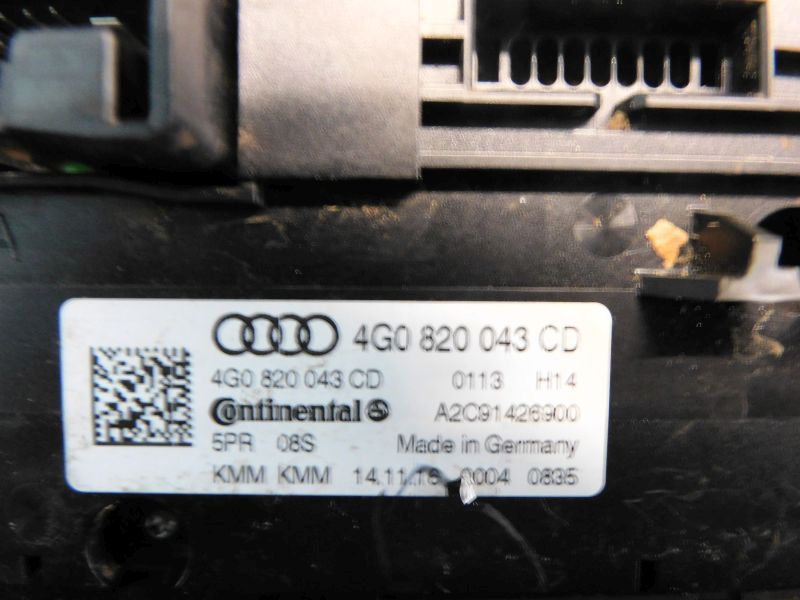 4G0 820 043 CD
4G0 820 043 CD 0113 H14
Continental
A2C91426900
5PR 08S Made in Germany
KMM KMM 14.11.16 0004 0835